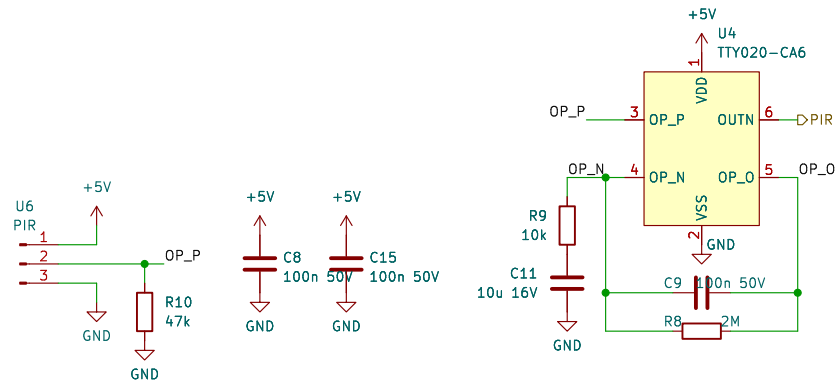 +5V
U4
TTY020-CA6
1
VDD
OP_P
3
OP_P
OUTN
6
PIR
OP_N
4
OP_N
OP_O
5
OP_O
VSS
2
GND
R9
10k
C11
10u 16V
GND
C9
100n 50V
R8
2M
U6
PIR
+5V
1
2
3
OP_P
R10
47k
GND
GND
+5V
C8
100n 50V
GND
+5V
C15
100n 50V
GND